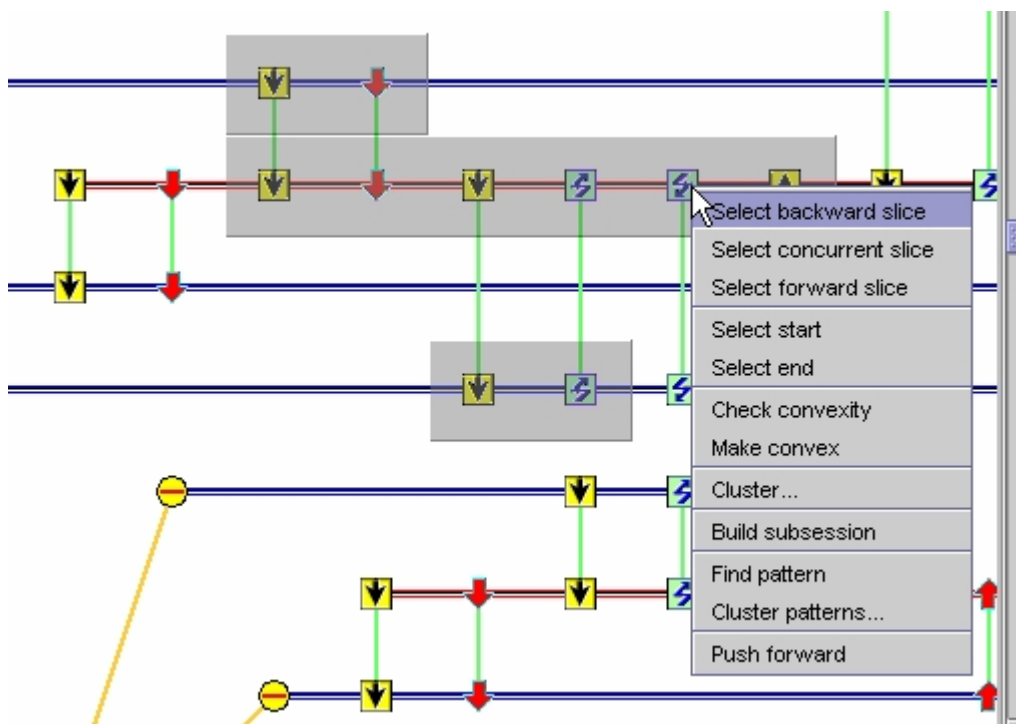 Select backward slice
Select concurrent slice
Select forward slice
Select start
Select end
Check convexity
Make convex
Cluster...
Build subsession
Find pattern
Cluster patterns...
Push forward